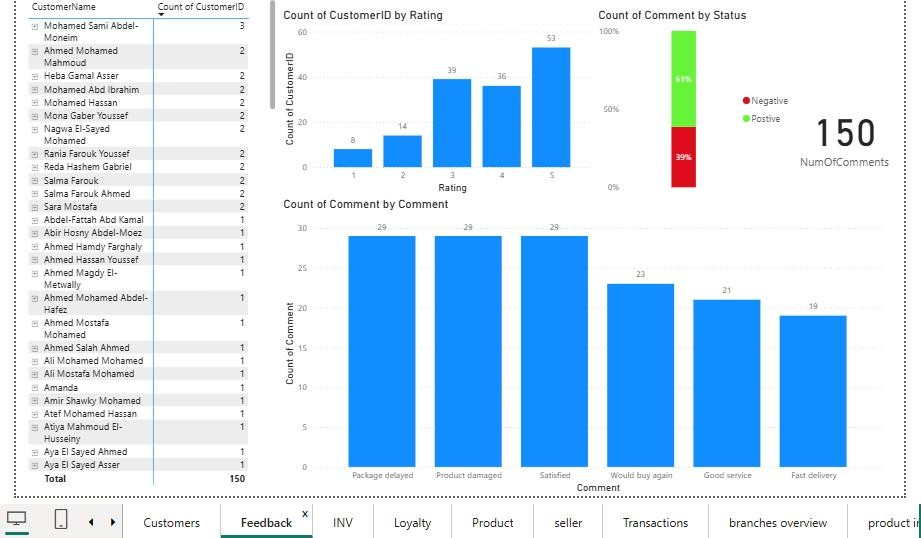 CustomerName Count of CustomerID
Mohamed Sami Abdel-
Moneim 3
Ahmed Mohamed
Mahmoud 2
Heba Gamal Asser 2
Mohamed Abd Ibrahim 2
Mohamed Hassan 2
Mona Gaber Youssef 2
Nagwa El-Sayed
Mohamed 2
Rania Farouk Youssef 2
Reda Hashem Gabriel 2
Salma Farouk 2
Salma Farouk Ahmed 2
Sara Mostafa 2
Abdel-Fattah Abd Kamal 1
Abir Hosny Abdel-Moez 1
Ahmed Hamdy Farghaly 1
Ahmed Hassan Youssef 1
Ahmed Magdy El-
Metwally 1
Ahmed Mohamed Abdel-
Hafez 1
Ahmed Mostafa
Mohamed 1
Ahmed Salah Ahmed 1
Ali Mohamed Mohamed 1
Ali Mostafa Mohamed 1
Amanda 1
Amir Shawky Mohamed 1
Atef Mohamed Hassan 1
Atiya Mahmoud El-
Husseiny 1
Aya El Sayed Ahmed 1
Aya El Sayed Asser 1
Total 150
Count of CustomerID by Rating
Count of CustomerID
60
40
20
0
8
14
39
36
53
1 2 3 4 5
Rating
Count of Comment by Status
100%
50%
0%
61%
39%
Negative
Postive
150
NumOfComments
Count of Comment by Comment
Count of Comment
30
25
20
15
10
5
0
29 29 29 23 21 19
Package delayed Product damaged Satisfied Would buy again Good service Fast delivery
Comment
Customers Feedback x INV Loyalty Product seller Transactions branches overview product in